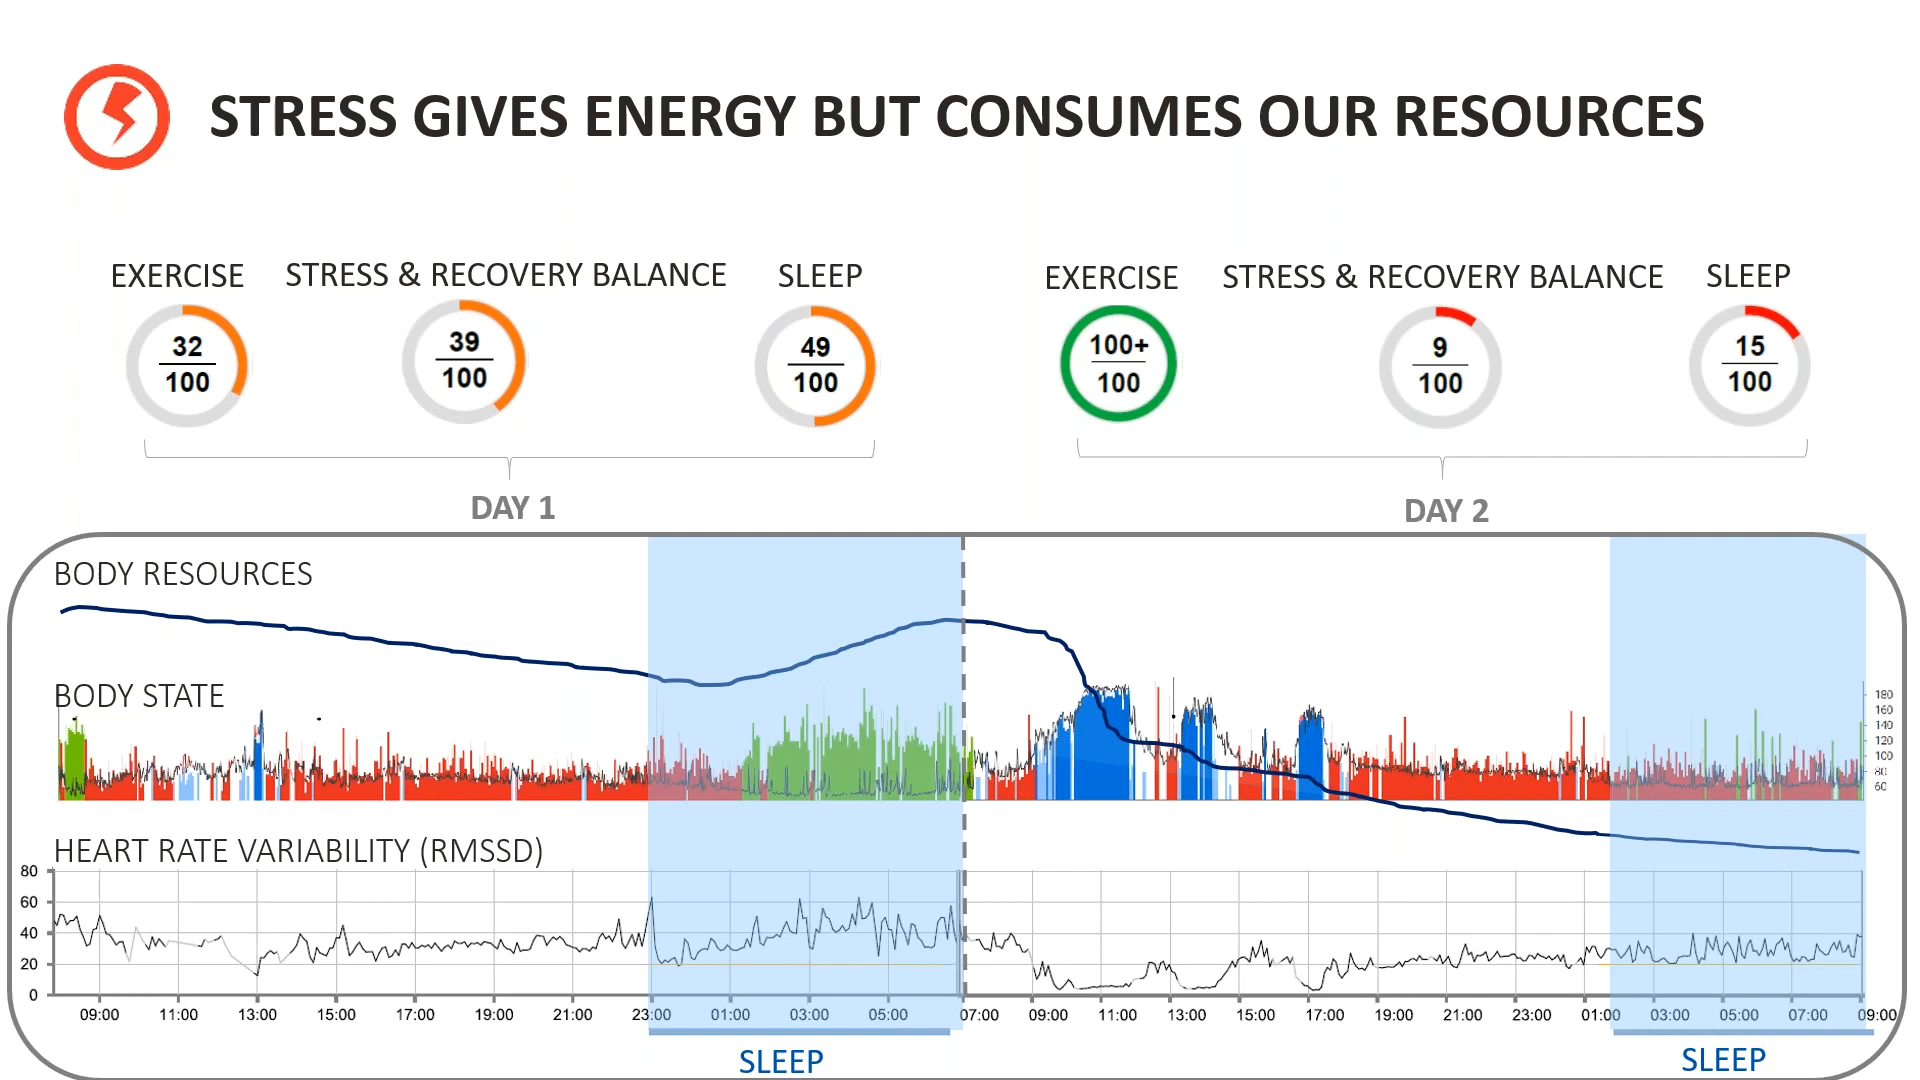 STRESS GIVES ENERGY BUT CONSUMES OUR RESOURCES
EXERCISE STRESS & RECOVERY BALANCE SLEEP
32 39 49
100 100 100
DAY 1
EXERCISE STRESS & RECOVERY BALANCE SLEEP
100+ 9 15
100 100 100
DAY 2
BODY RESOURCES
BODY STATE
180
160
140
120
100
80
60
HEART RATE VARIABILITY (RMSSD)
80
60
40
20
0
09:00 11:00 13:00 15:00 17:00 19:00 21:00 23:00 01:00 03:00 05:00 07:00 09:00 11:00 13:00 15:00 17:00 19:00 21:00 23:00 01:00 03:00 05:00 07:00 09:00
SLEEP SLEEP